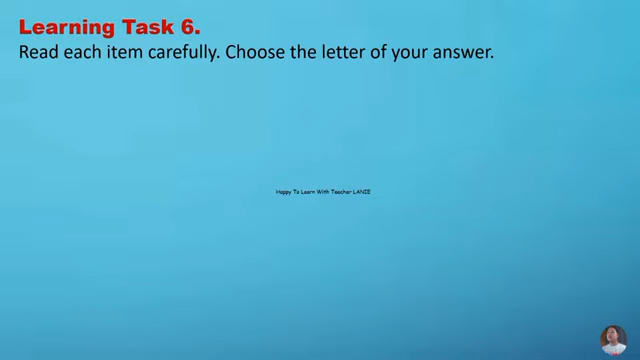 Learning Task 6.
Read each item carefully. Choose the letter of your answer.
Happy To Learn With Teacher LANIE